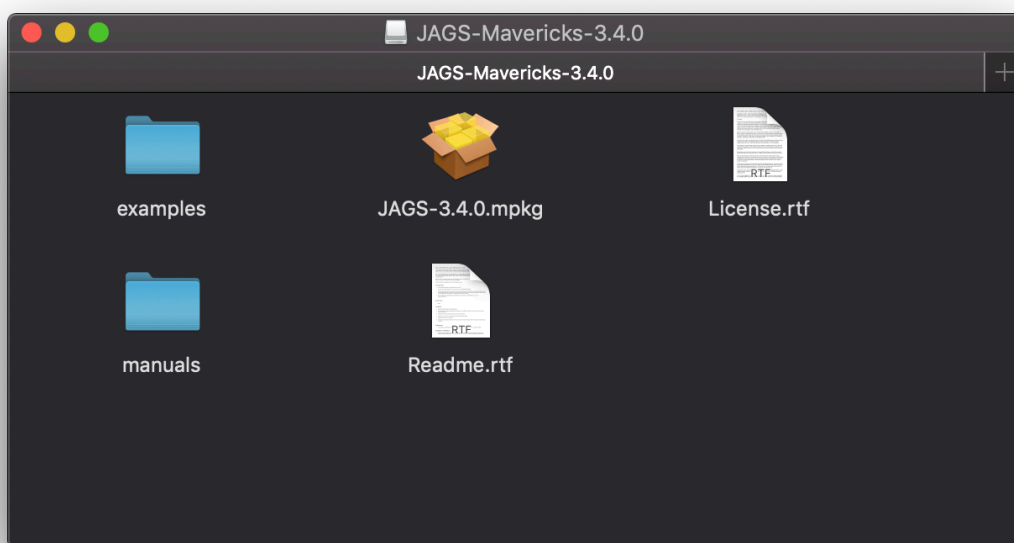 JAGS-Mavericks-3.4.0
JAGS-Mavericks-3.4.0
examples
JAGS-3.4.0.mpkg
RTF
License.rtf
manuals
RTF
Readme.rtf